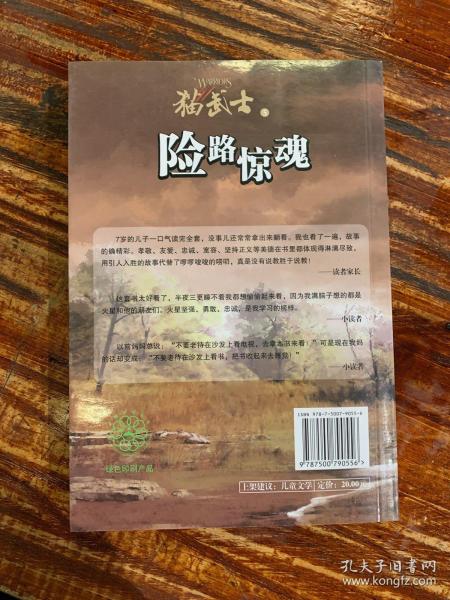 WARRIORS
猫武士 5
险路惊魂
7岁的儿子一口气读完全套，没事儿还常常拿出来翻看。我也看了一遍，故事
的确精彩。孝敬、友爱、忠诚、宽容、坚持正义等美德在书里都体现得淋漓尽致，
用引人入胜的故事代替了啰啰唆唆的唠叨，真是没有说教胜于说教！
——读者家长
这套书太好看了，半夜三更睡不着我都想偷偷起来看，因为我满脑子想的都是
火星和他的朋友们。火星坚强、勇敢、忠诚，是我学习的榜样。
——小读者
以前妈妈总说：“不要老待在沙发上看电视，去拿本书来看！”可是现在我妈
的话却变成：“不要老待在沙发上看书，把书收起来去睡觉！”
——小读者
ISBN 978-7-5007-9055-6
9 787500 790556 >
绿色印刷产品
上架建议：儿童文学 | 定价：20.00元
孔夫子旧书网
www.kongfz.com